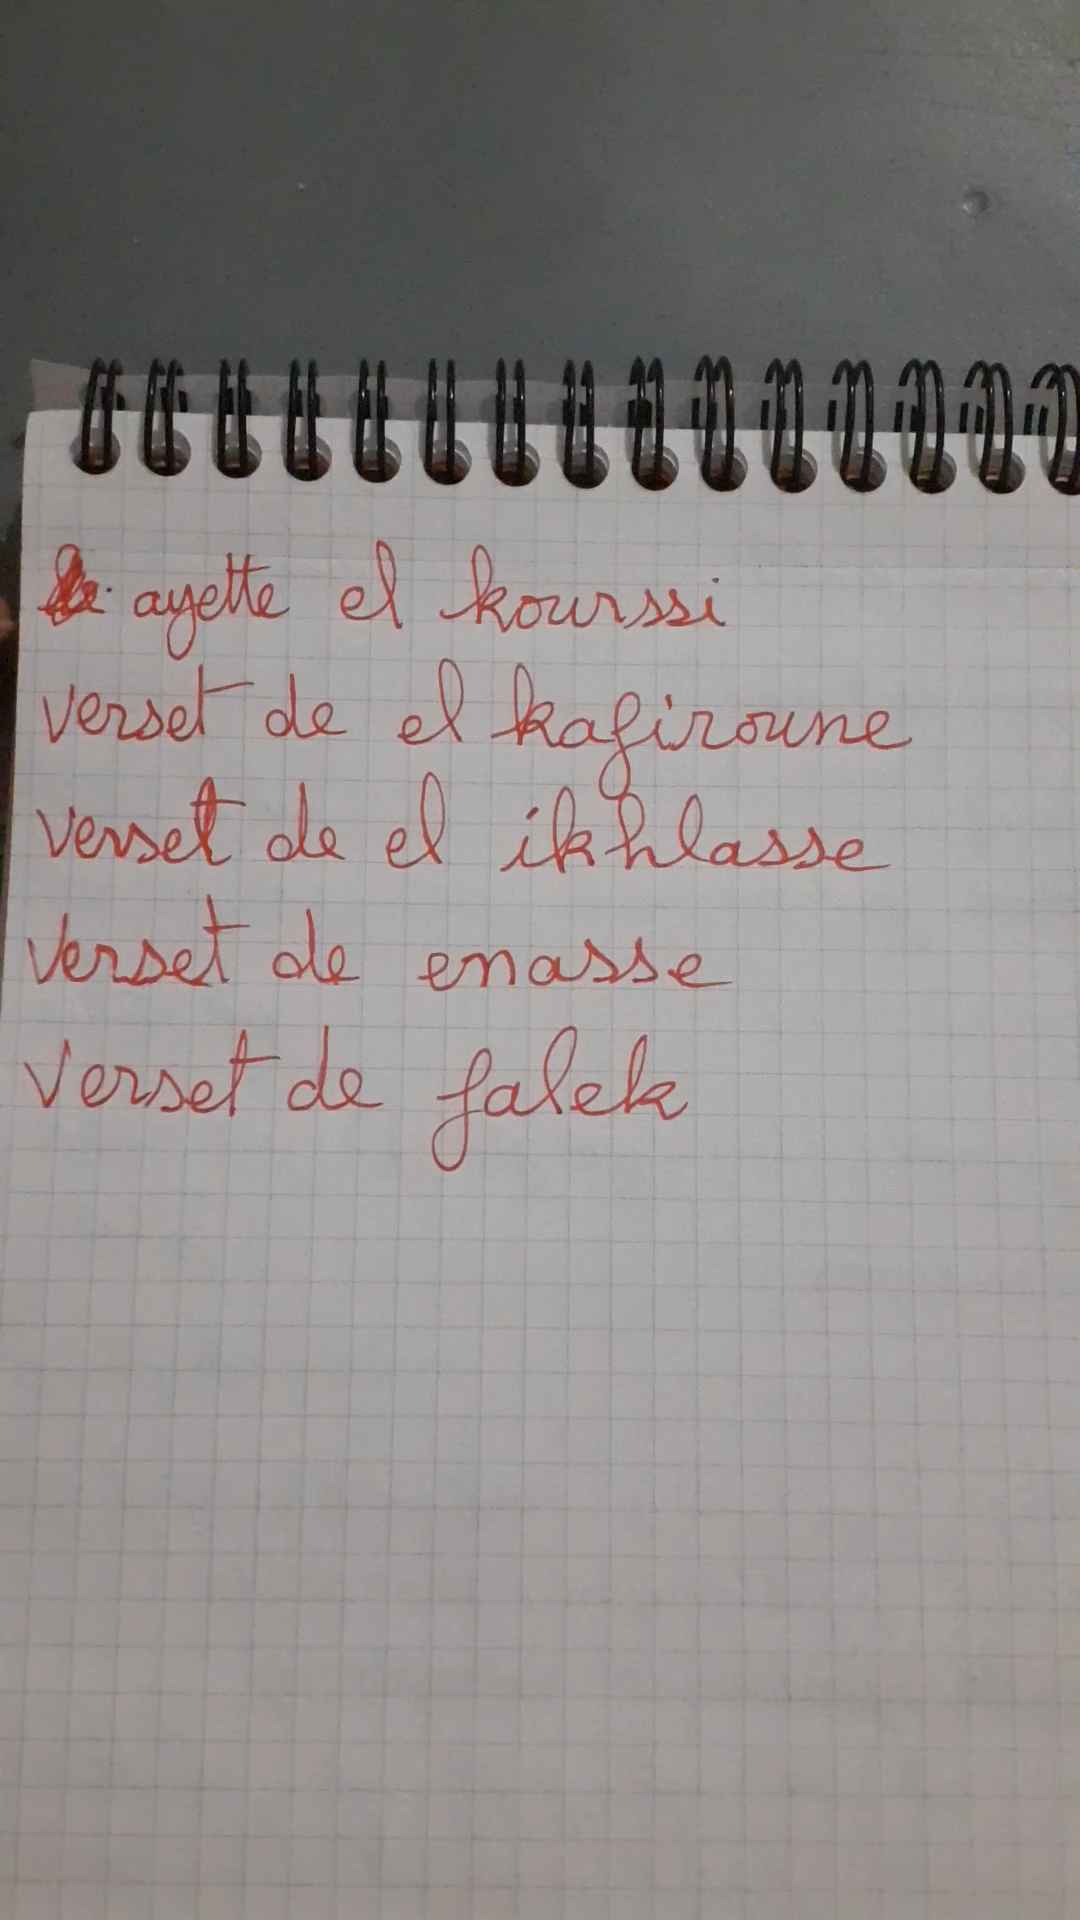 ayette el kourssi
verset de el kafiroune
verset de el ikhlasse
verset de enasse
verset de falek